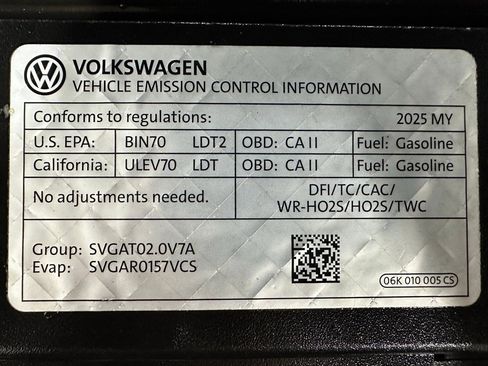 VOLKSWAGEN
VEHICLE EMISSION CONTROL INFORMATION
Conforms to regulations: 2025 MY
U.S. EPA: BIN70 LDT2 OBD: CA II Fuel: Gasoline
California: ULEV70 LDT OBD: CA II Fuel: Gasoline
No adjustments needed. DFI/TC/CAC/
WR-HO2S/HO2S/TWC
Group: SVGAT02.0V7A
Evap: SVGAR0157VCS
06K 010 005 CS